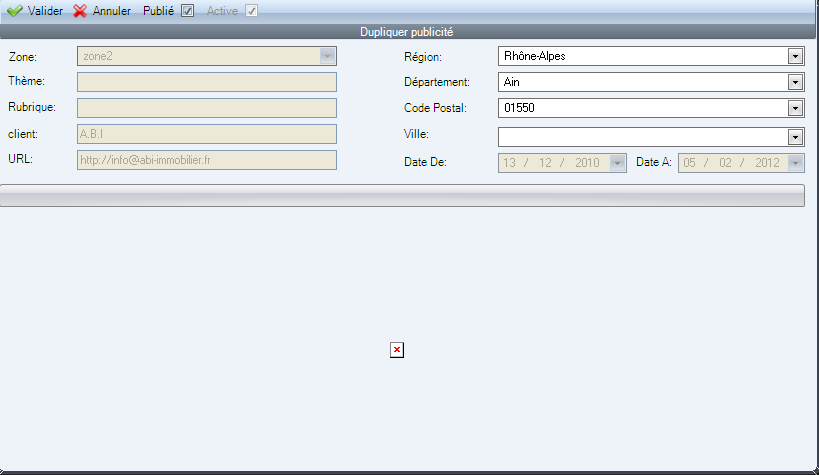 Valider Annuler Publié Active
Dupliquer publicité
Zone: zone2 Région: Rhône-Alpes
Thème: Département: Ain
Rubrique: Code Postal: 01550
client: A.B.I Ville:
URL: http://info@abi-immobilier.fr Date De: 13 / 12 / 2010 Date A: 05 / 02 / 2012